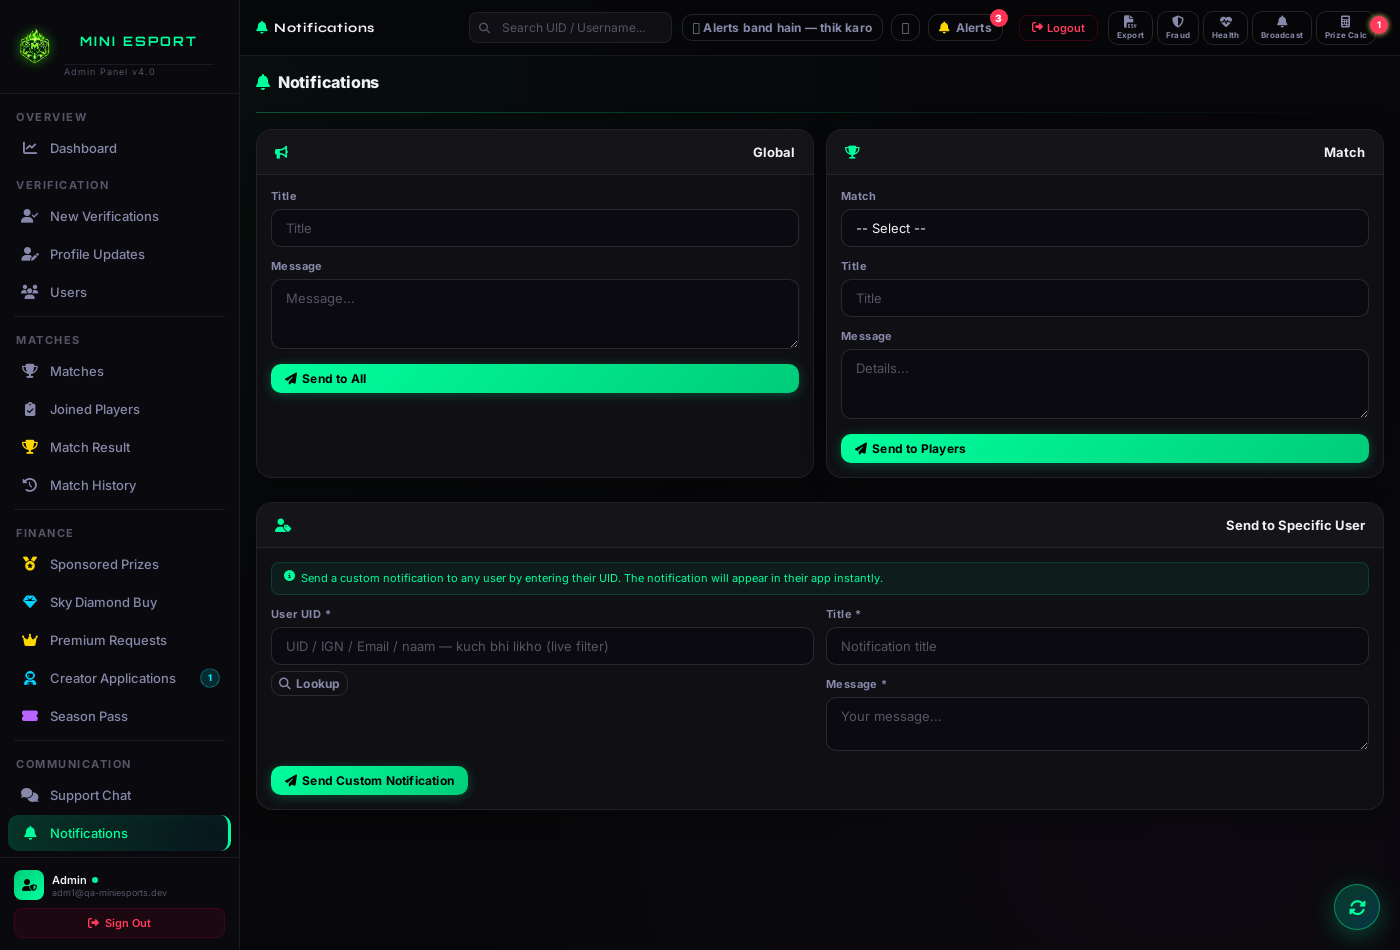 MINI ESPORT
Admin Panel v4.0
OVERVIEW
Dashboard
VERIFICATION
New Verifications
Profile Updates
Users
MATCHES
Matches
Joined Players
Match Result
Match History
FINANCE
Sponsored Prizes
Sky Diamond Buy
Premium Requests
Creator Applications 1
Season Pass
COMMUNICATION
Support Chat
Notifications
Admin
adm1@qa-miniesports.dev
Sign Out
Notifications
Search UID / Username...
Alerts band hain — thik karo
Alerts 3
Logout
Export
Fraud
Health
Broadcast
Prize Calc
1
Notifications
Global
Title
Title
Message
Message...
Send to All
Match
Match
-- Select --
Title
Title
Message
Details...
Send to Players
Send to Specific User
Send a custom notification to any user by entering their UID. The notification will appear in their app instantly.
User UID *
UID / IGN / Email / naam — kuch bhi likho (live filter)
Lookup
Title *
Notification title
Message *
Your message...
Send Custom Notification